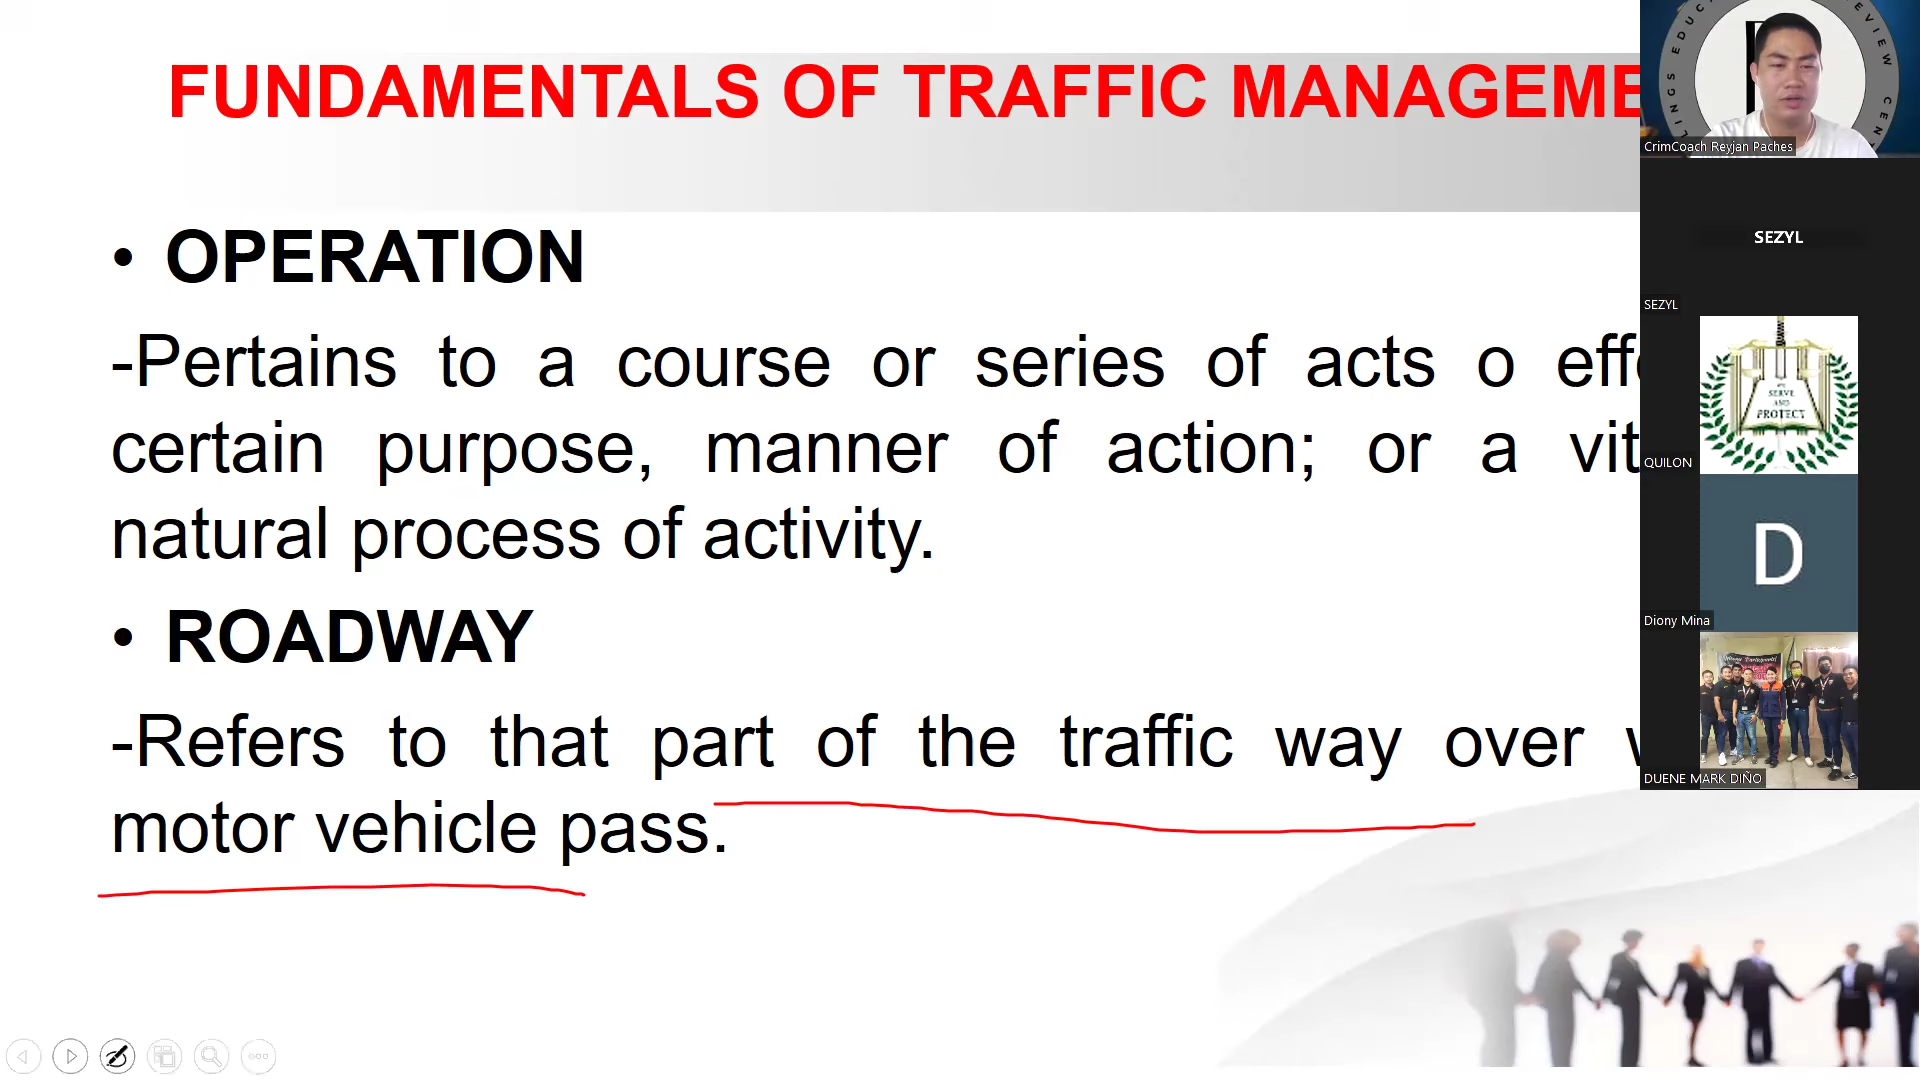 FUNDAMENTALS OF TRAFFIC MANAGEME
• OPERATION
-Pertains to a course or series of acts o eff
certain purpose, manner of action; or a vit
natural process of activity.
• ROADWAY
-Refers to that part of the traffic way over
motor vehicle pass.
CrimCoach Reyjan Paches
SEZYL
SEZYL
SERVE
AND
PROTECT
QUILON
D
Diony Mina
DUENE MARK DIÑO